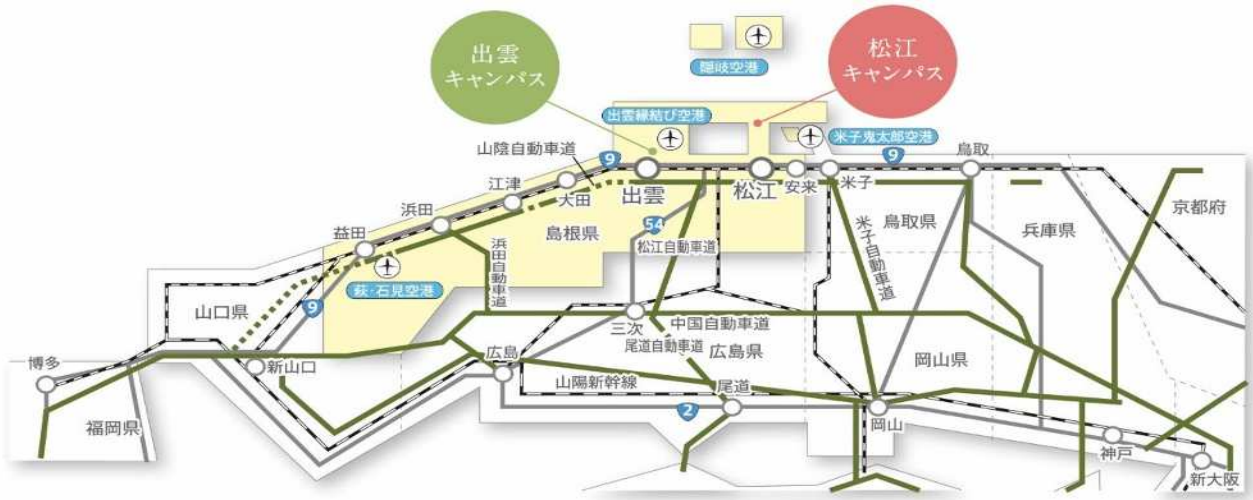 出雲
キャンパス
松江
キャンパス
隠岐空港
出雲縁結び空港
米子鬼太郎空港
山陰自動車道
9
9
鳥取
江津
大田
出雲
松江
安来
米子
浜田
益田
島根県
54
松江自動車道
鳥取県
兵庫県
京都府
浜田自動車道
米子自動車道
萩・石見空港
9
山口県
三次
中国自動車道
尾道自動車道
広島県
岡山県
博多
新山口
広島
山陽新幹線
尾道
2
岡山
福岡県
神戸
新大阪